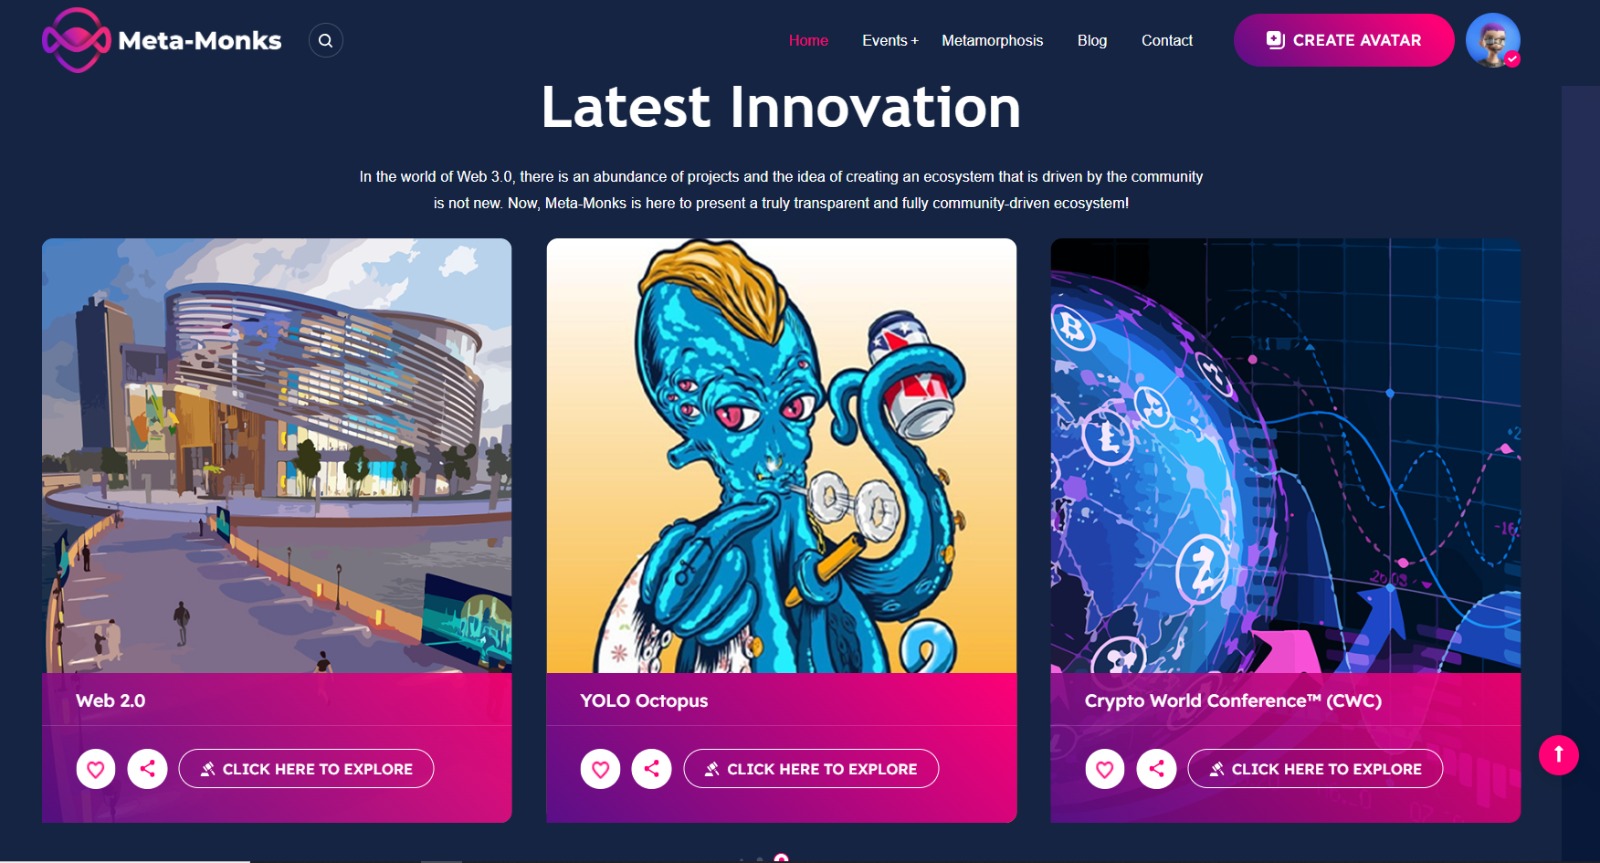 Meta-Monks
Home
Events +
Metamorphosis
Blog
Contact
CREATE AVATAR
Latest Innovation
In the world of Web 3.0, there is an abundance of projects and the idea of creating an ecosystem that is driven by the community
is not new. Now, Meta-Monks is here to present a truly transparent and fully community-driven ecosystem!
Web 2.0
CLICK HERE TO EXPLORE
YOLO Octopus
CLICK HERE TO EXPLORE
Crypto World Conference™ (CWC)
CLICK HERE TO EXPLORE